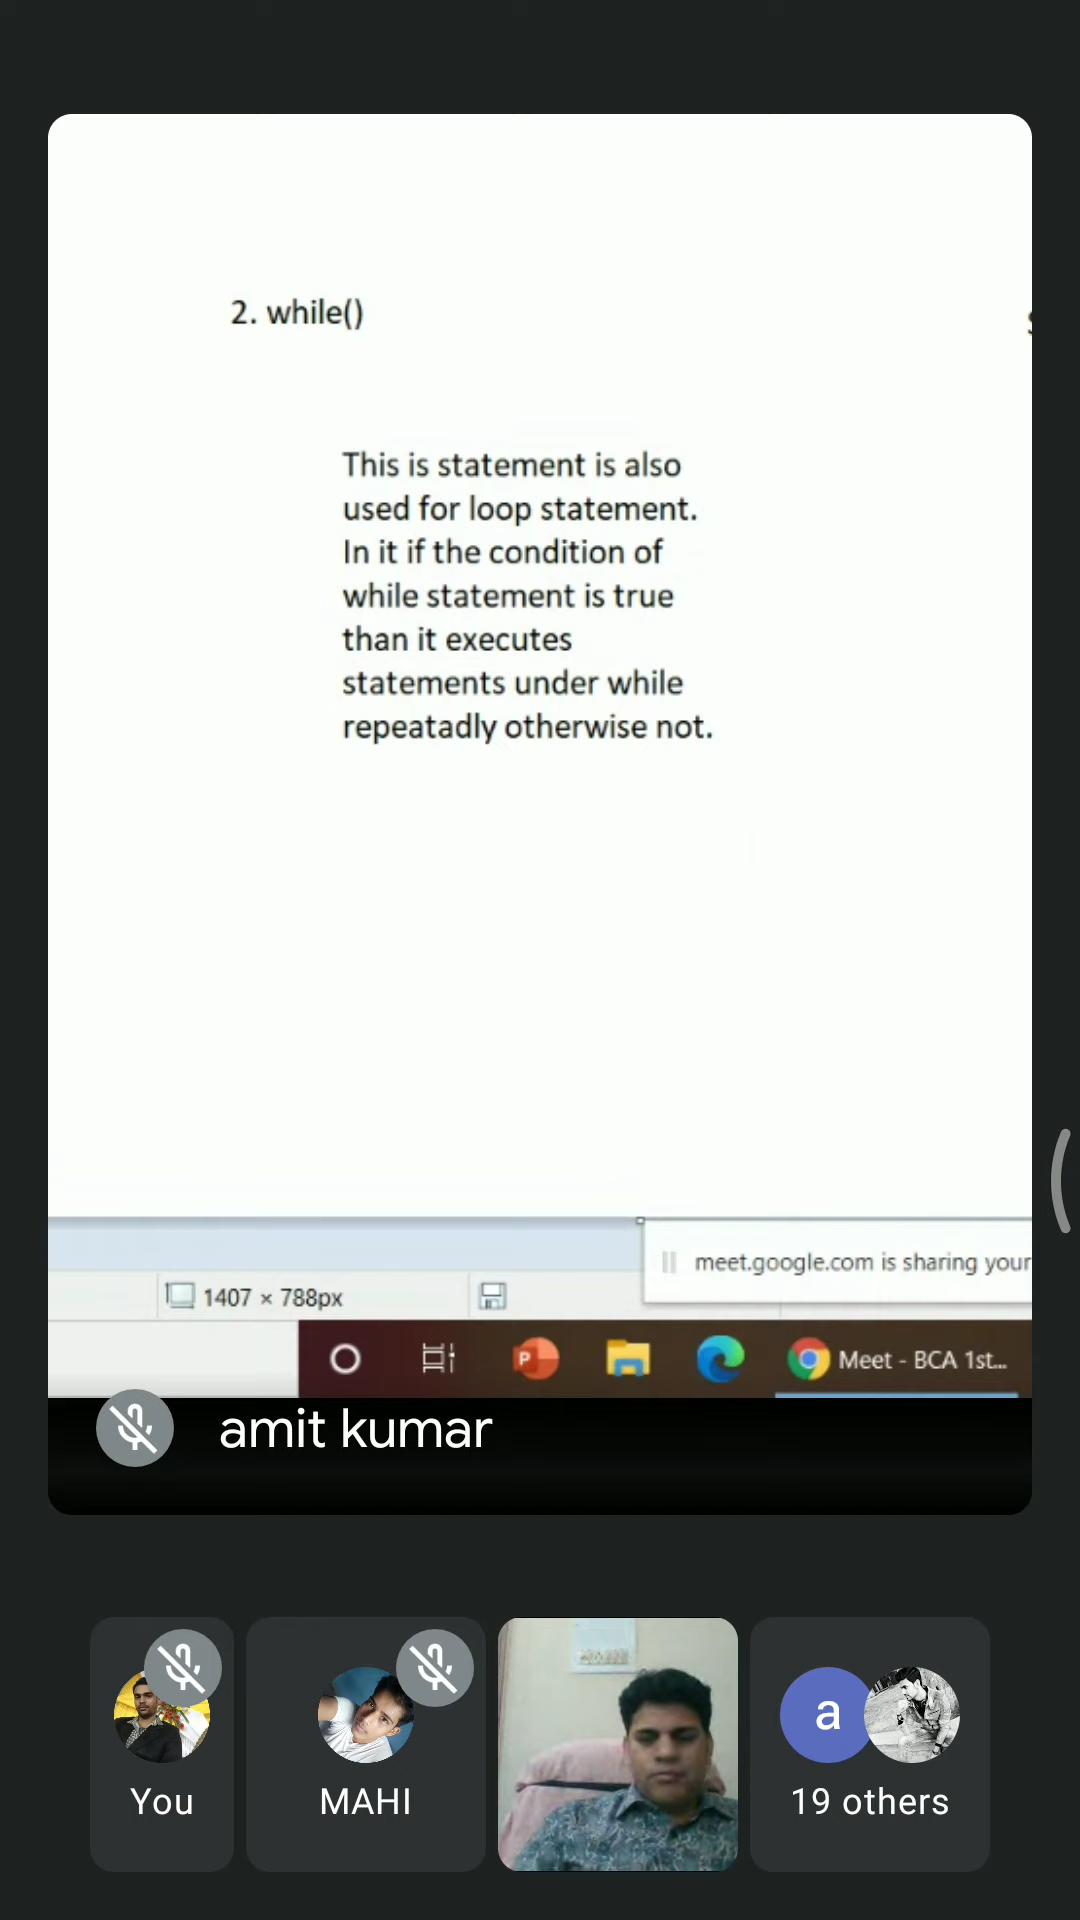 2. while()
This is statement is also
used for loop statement.
In it if the condition of
while statement is true
than it executes
statements under while
repeatadly otherwise not.
meet.google.com is sharing your
1407 × 788px
Meet - BCA 1st...
amit kumar
You
MAHI
a
19 others